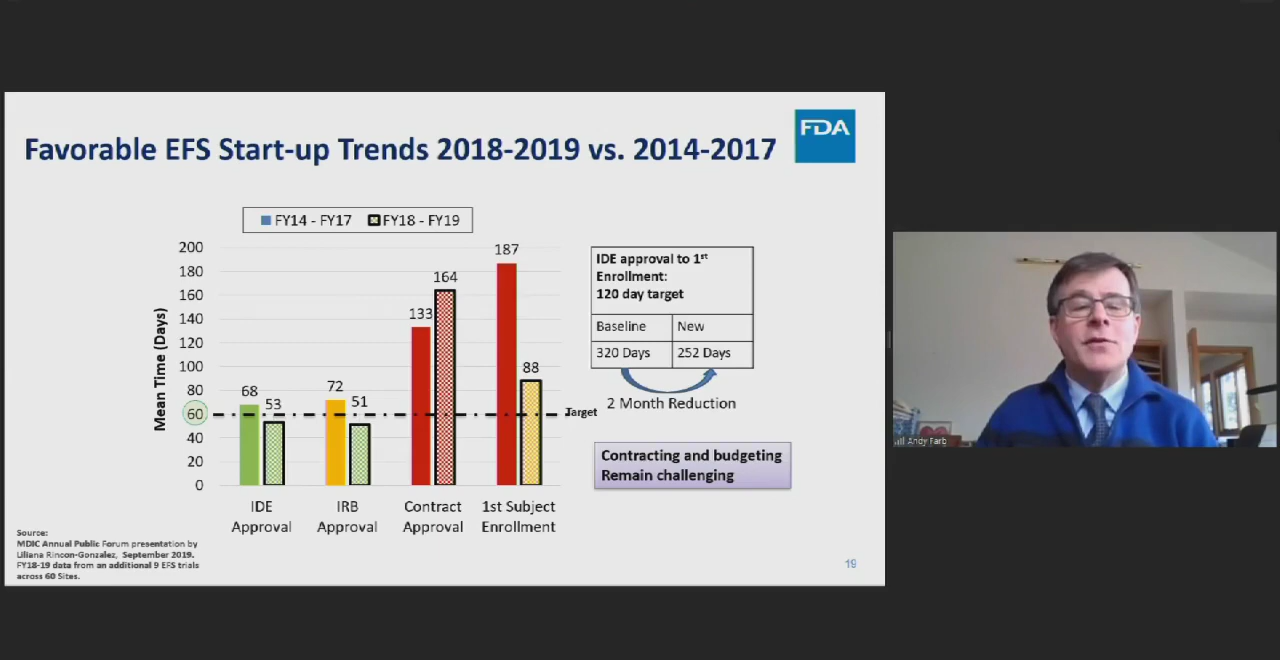 Favorable EFS Start-up Trends 2018-2019 vs. 2014-2017
FDA
FY14 - FY17
FY18 - FY19
Mean Time (Days)
200
180
160
140
120
100
80
60
40
20
0
68
53
72
51
133
164
187
88
Target
IDE
Approval
IRB
Approval
Contract
Approval
1st Subject
Enrollment
IDE approval to 1st
Enrollment:
120 day target
Baseline
New
320 Days
252 Days
2 Month Reduction
Contracting and budgeting
Remain challenging
Source:
MDIC Annual Public Forum presentation by
Liliana Rincon-Gonzalez, September 2019.
FY18-19 data from an additional 9 EFS trials
across 60 Sites.
19
Andy Farb